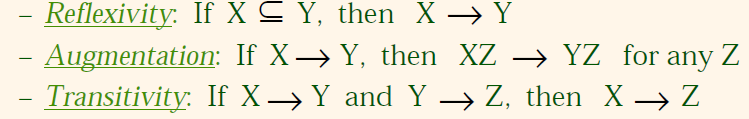 – Reflexivity: If X ⊆ Y, then X → Y
– Augmentation: If X → Y, then XZ → YZ for any Z
– Transitivity: If X → Y and Y → Z, then X → Z